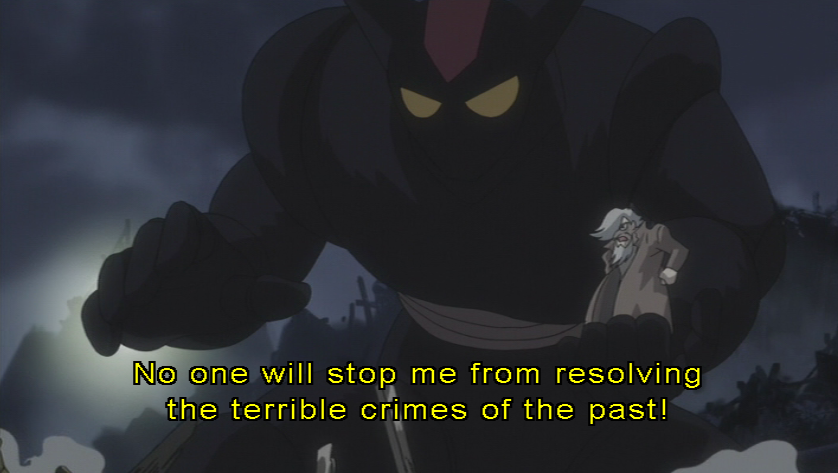 No one will stop me from resolving
the terrible crimes of the past!